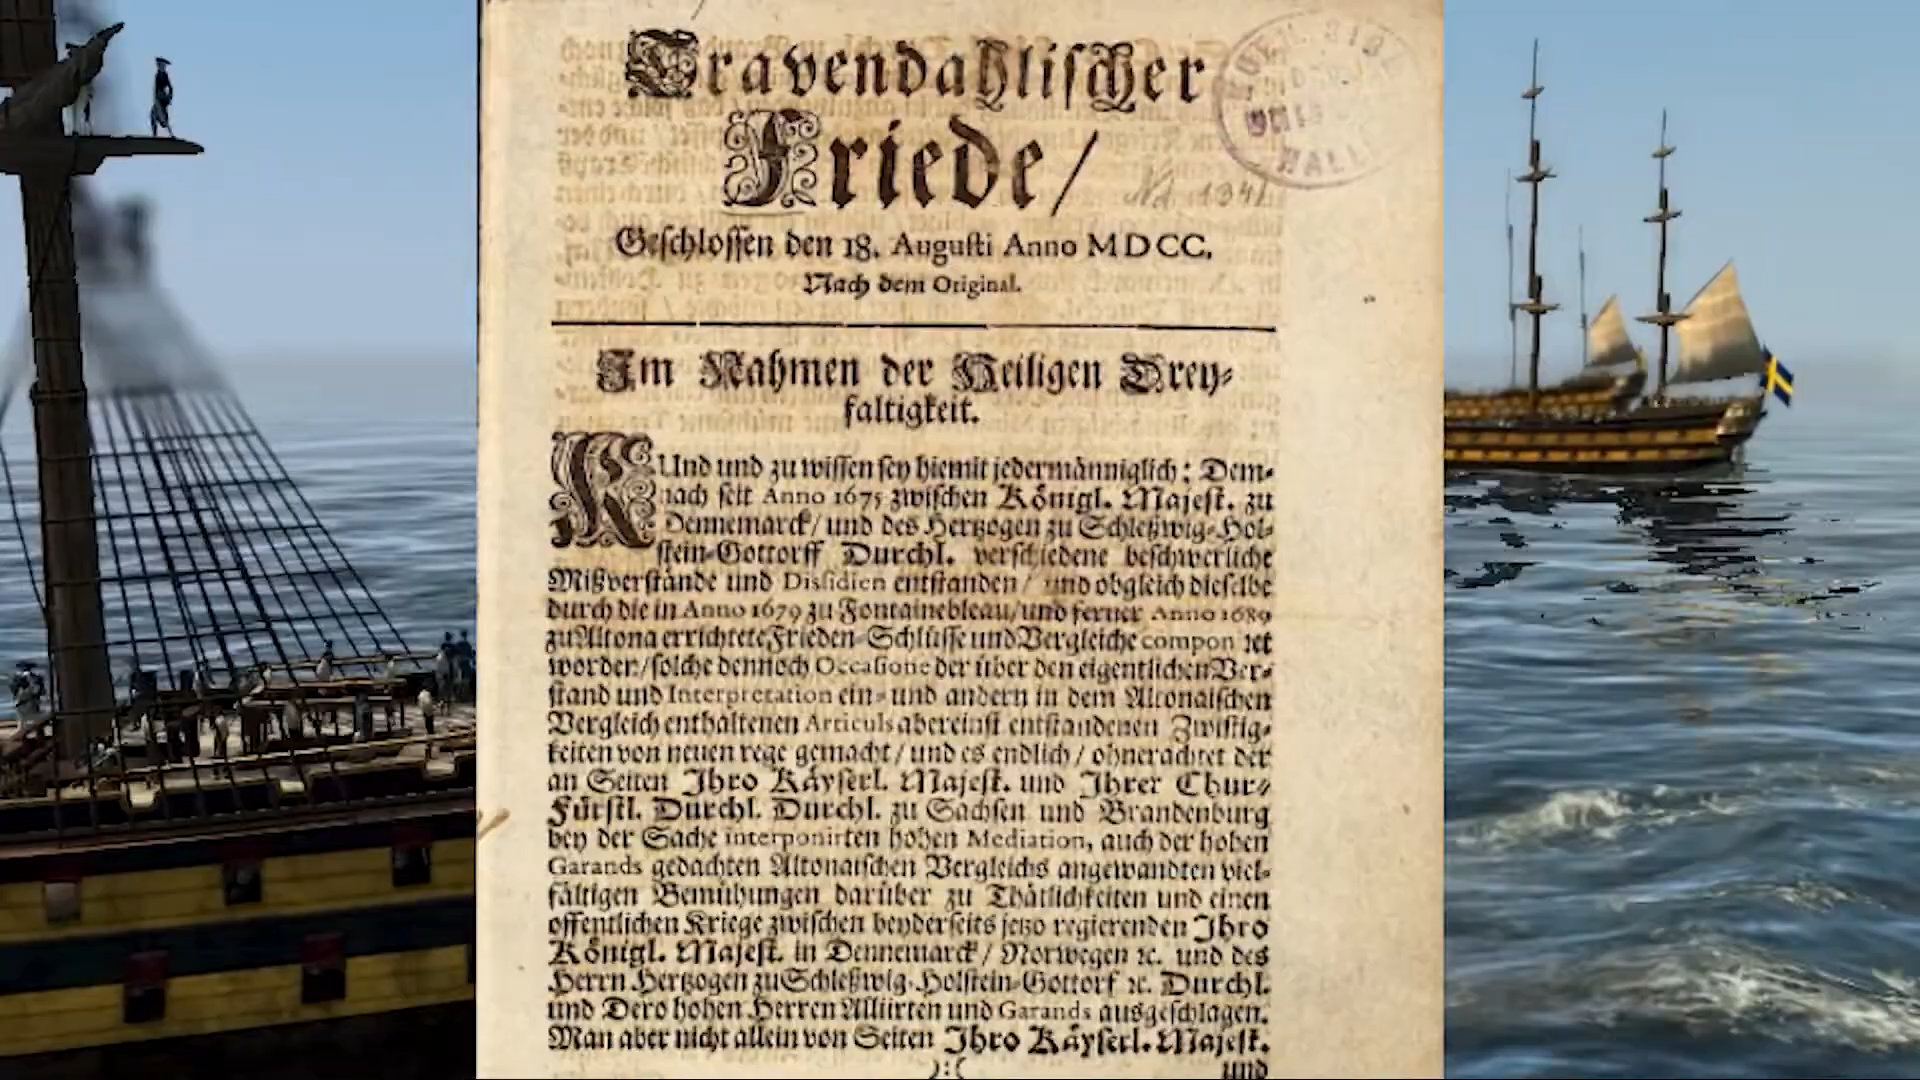 Travendahlischer
Friede/
Geschlossen den 18. Augusti Anno MDCC.
Nach dem Original.
Im Nahmen der Heiligen Drey-
faltigkeit.
KUnd und zu wissen sey hiemit jedermänniglich: Dem-
nach seit Anno 1675 zwischen Königl. Majest. zu
Dennemarck/ und des Hertzogen zu Schleßwig-Hol-
stein-Gottorff Durchl. verschiedene beschwerliche
Mißverstände und Dissidien entstanden/ und obgleich dieselbe
durch die in Anno 1679 zu Fontainebleau/ und ferner Anno 1689
zu Altona errichtete Frieden-Schlüsse und Vergleiche
worden/ solche dennoch Occasione der über den eigentlichen Ver-
stand und Interpretation ein- und andern in dem Altonaischen
Vergleich enthaltenen Articuls abereinst entstandenen Zwistig-
keiten von neuen rege gemacht/ und es endlich/ ohnerachtet der
an Seiten Ihro Käyserl. Majest. und Ihrer Chur-
Fürstl. Durchl. Durchl. zu Sachsen und Brandenburg
bey der Sache interponirten hohen Mediation, auch der hohen
Garands gedachten Altonaischen Vergleichs angewandten viel-
fältigen Bemühungen darüber zu Thätlichkeiten und einen
offentlichen Kriege zwischen beyderseits jetzo regierenden Ihro
Königl. Majest. in Dennemarck/ Norwegen ꝛc. und des
Herrn Hertzogen zu Schleßwig-Holstein-Gottorf ꝛc. Durchl.
und Dero hohen Herren Alliirten und Garands ausgeschlagen.
Man aber nicht allein von Seiten Ihro Käyserl. Majest.
):(
und